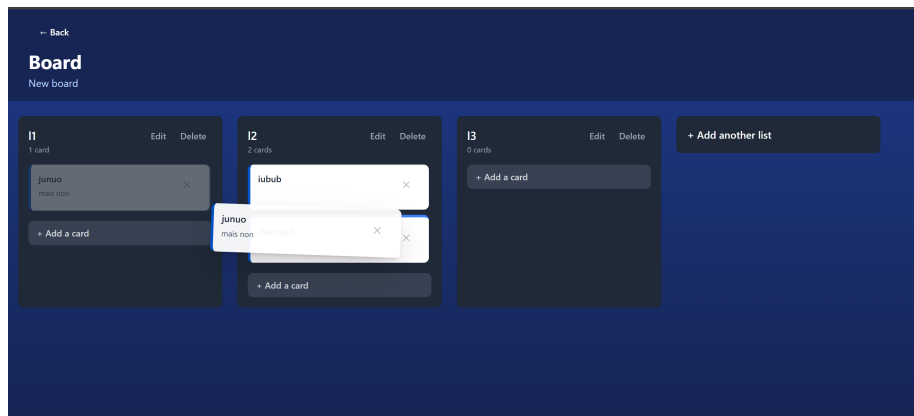 ← Back
Board
New board
l1
Edit Delete
1 card
junuo
mais non
+ Add a card
l2
Edit Delete
2 cards
iubub
junuo
mais non
+ Add a card
l3
Edit Delete
0 cards
+ Add a card
+ Add another list